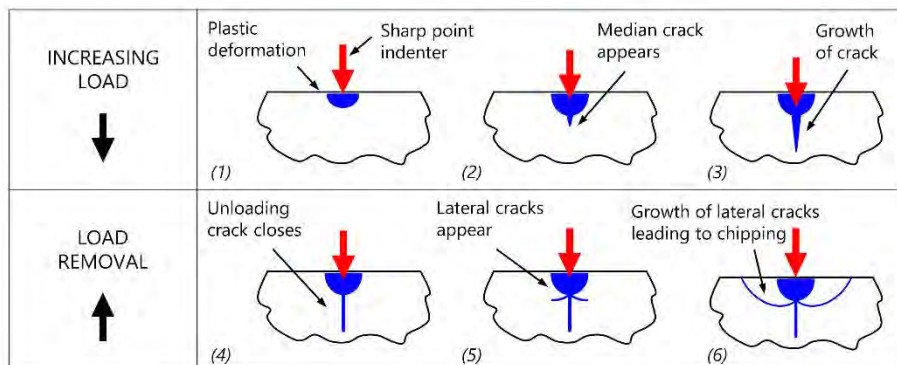 INCREASING
LOAD
Plastic
deformation
Sharp point
indenter
(1)
Median crack
appears
(2)
Growth
of crack
(3)
LOAD
REMOVAL
Unloading
crack closes
(4)
Lateral cracks
appear
(5)
Growth of lateral cracks
leading to chipping
(6)